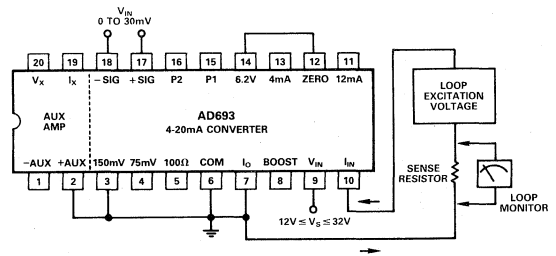 V_IN
0 TO 30mV
20 19 18 17 16 15 14 13 12 11
V_X I_X −SIG +SIG P2 P1 6.2V 4mA ZERO 12mA
AUX
AMP
AD693
4-20mA CONVERTER
−AUX +AUX 150mV 75mV 100Ω COM I_O BOOST V_IN I_IN
1 2 3 4 5 6 7 8 9 10
12V ≤ V_S ≤ 32V
LOOP
EXCITATION
VOLTAGE
SENSE
RESISTOR
LOOP
MONITOR